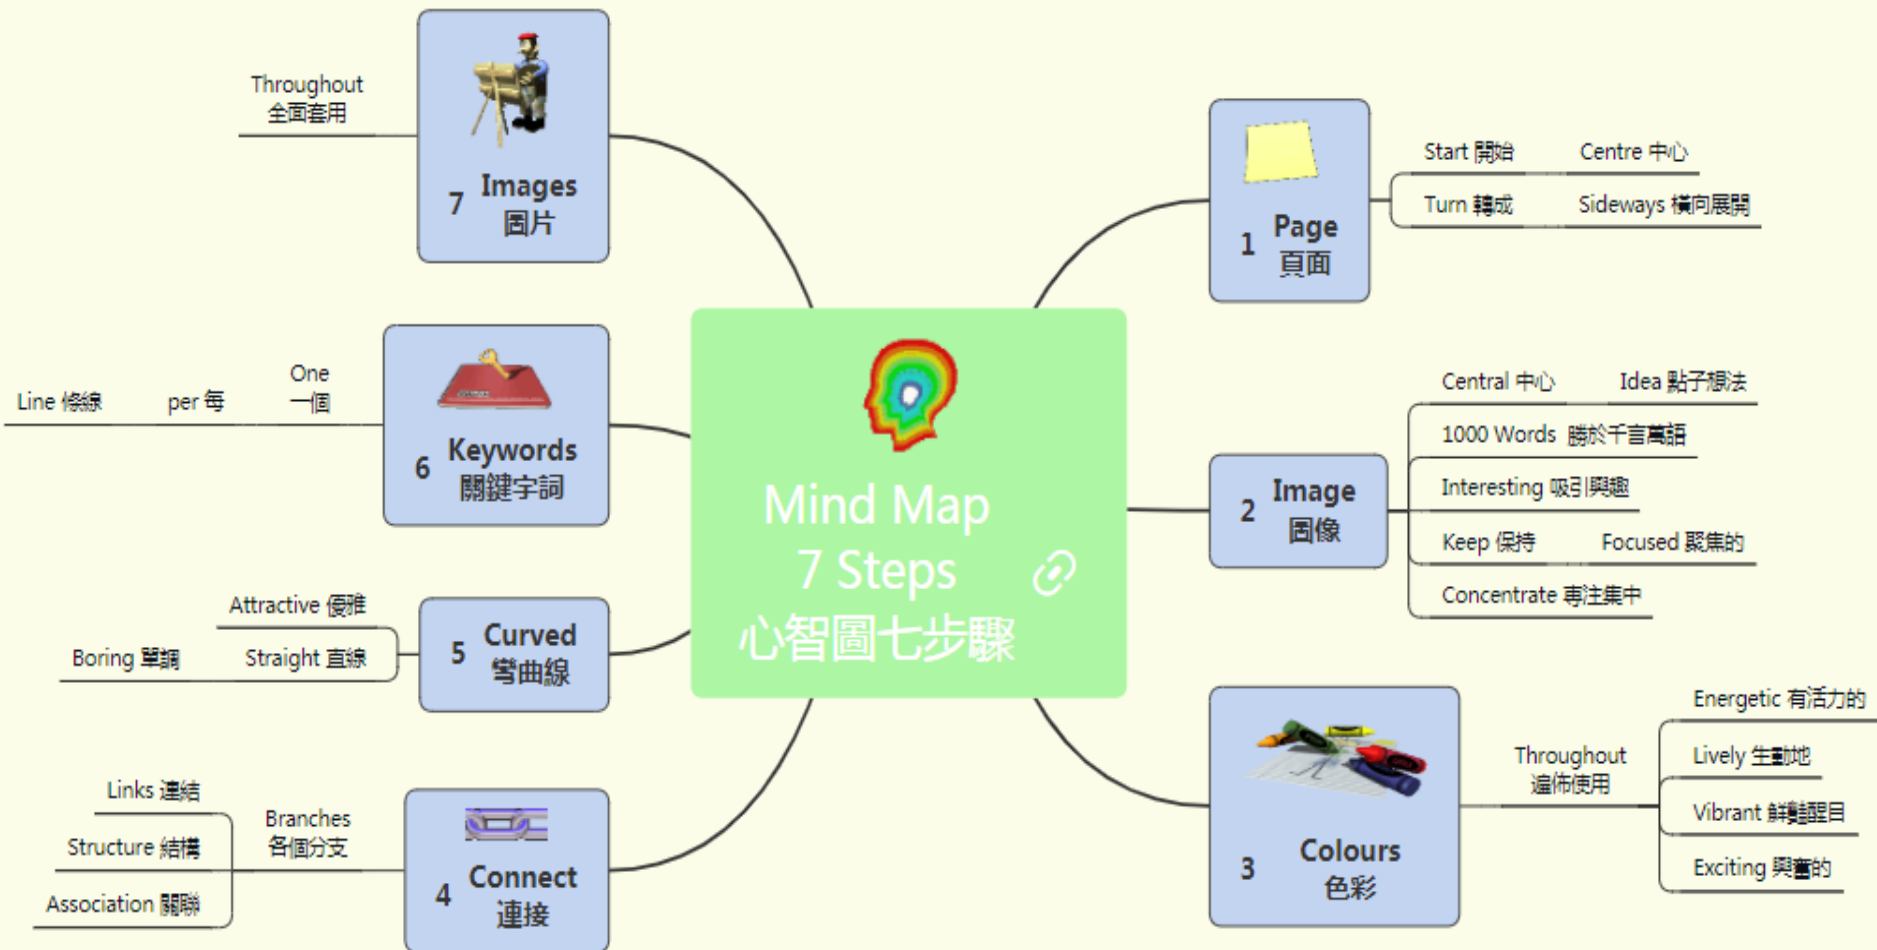 Mind Map
7 Steps
心智圖七步驟
1
Page
頁面
Start 開始
Centre 中心
Turn 轉成
Sideways 橫向展開
2
Image
圖像
Central 中心
Idea 點子想法
1000 Words 勝於千言萬語
Interesting 吸引興趣
Keep 保持
Focused 聚焦的
Concentrate 專注集中
3
Colours
色彩
Throughout
遍佈使用
Energetic 有活力的
Lively 生動地
Vibrant 鮮豔醒目
Exciting 興奮的
4
Connect
連接
Branches
各個分支
Links 連結
Structure 結構
Association 關聯
5
Curved
彎曲線
Attractive 優雅
Straight 直線
Boring 單調
6
Keywords
關鍵字詞
One
一個
per 每
Line 條線
7
Images
圖片
Throughout
全面套用